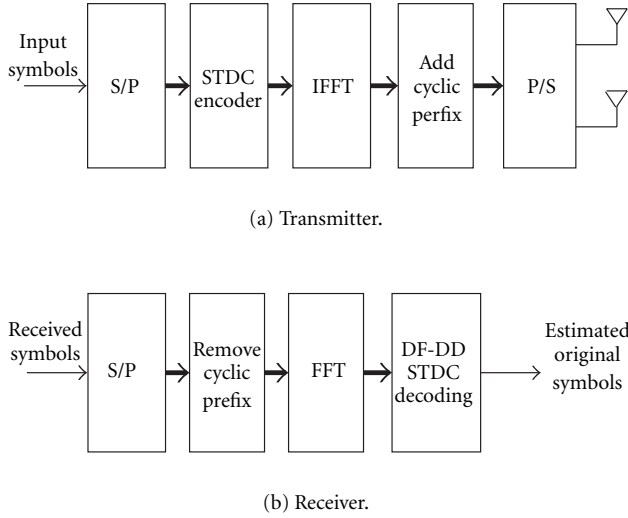 Input
symbols
S/P
STDC
encoder
IFFT
Add
cyclic
perfix
P/S
(a) Transmitter.
Received
symbols
S/P
Remove
cyclic
prefix
FFT
DF-DD
STDC
decoding
Estimated
original
symbols
(b) Receiver.